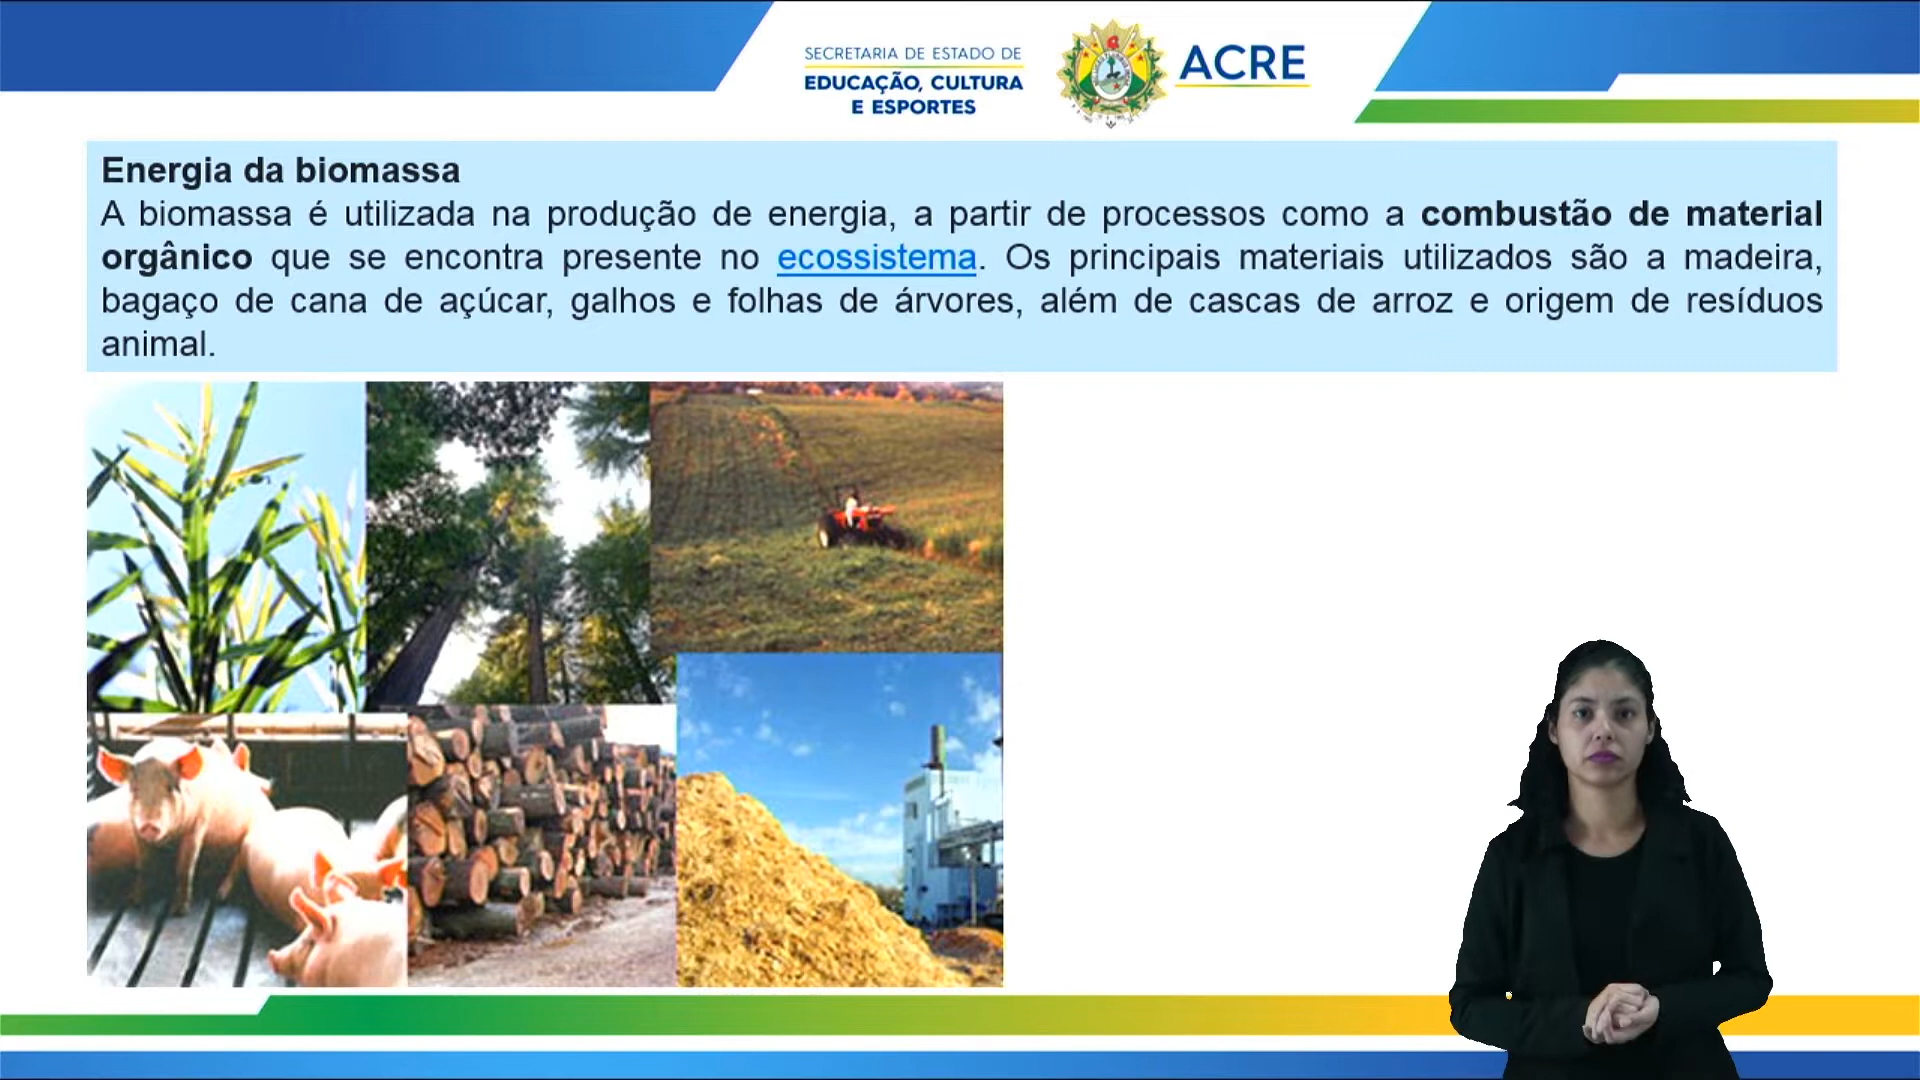 SECRETARIA DE ESTADO DE
EDUCAÇÃO, CULTURA
E ESPORTES
ACRE
Energia da biomassa
A biomassa é utilizada na produção de energia, a partir de processos como a combustão de material
orgânico que se encontra presente no ecossistema. Os principais materiais utilizados são a madeira,
bagaço de cana de açúcar, galhos e folhas de árvores, além de cascas de arroz e origem de resíduos
animal.